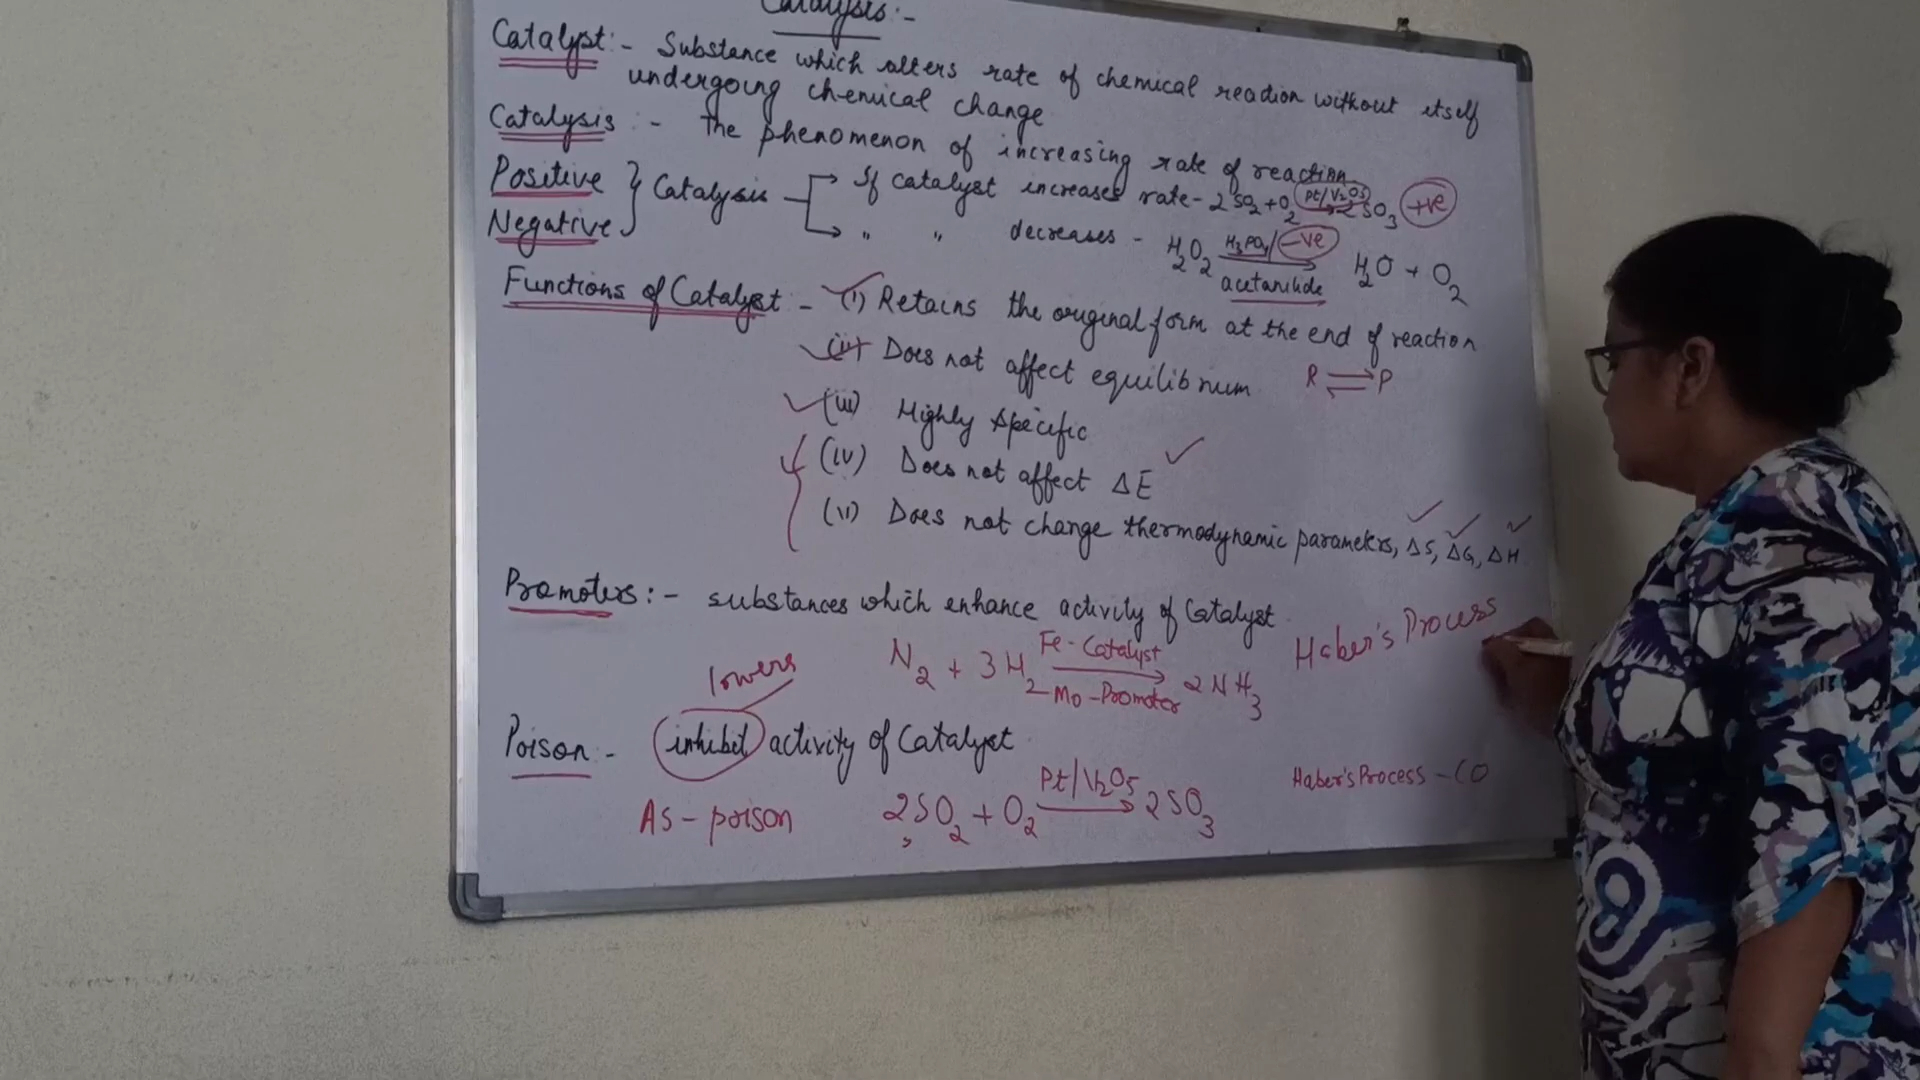 Catalysis:-
Catalyst:- Substance which alters rate of chemical reaction without itself
undergoing chemical change
Catalysis:- The phenomenon of increasing rate of reaction
Positive
Negative } Catalysis → If catalyst increases rate - 2SO2 + O2 Pt/V2O5 → 2SO3 +ve
→ " " decreases - H2O2 H3PO4/ -ve → acetanilide H2O + O2
Functions of Catalyst - (i) Retains the original form at the end of reaction
(ii) Does not affect equilibrium R ⇌ P
(iii) Highly specific
(iv) Does not affect ΔE
(v) Does not change thermodynamic parameters, ΔS, ΔG, ΔH
Promoters:- substances which enhance activity of Catalyst
N2 + 3H2 Fe-Catalyst → Mo-Promoter 2NH3 Haber's Process
lowers
Poison:- inhibit activity of Catalyst
As-poison 2SO2 + O2 Pt/V2O5 → 2SO3 Haber's Process - CO